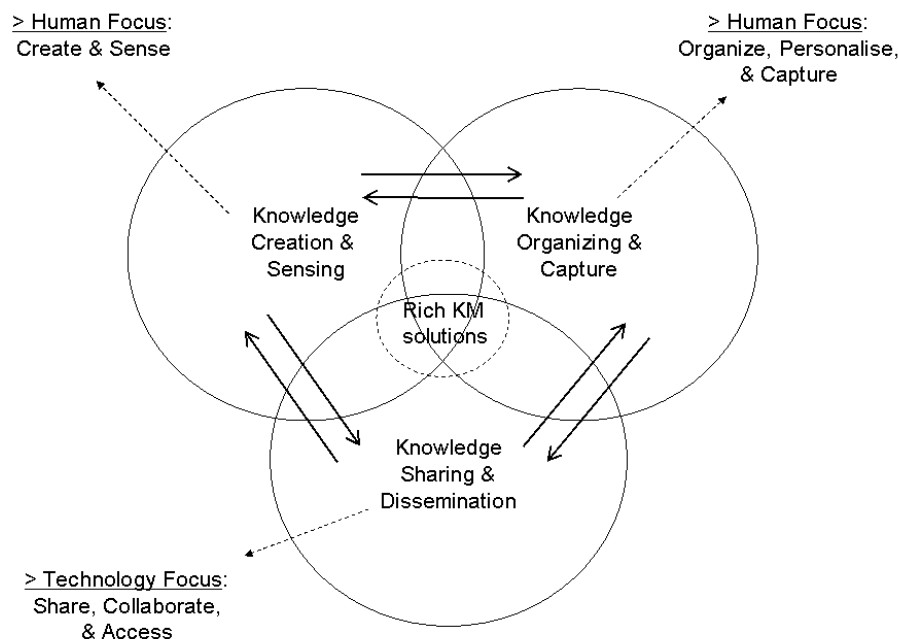 > Human Focus:
Create & Sense
> Human Focus:
Organize, Personalise,
& Capture
Knowledge
Creation &
Sensing
Knowledge
Organizing &
Capture
Rich KM
solutions
Knowledge
Sharing &
Dissemination
> Technology Focus:
Share, Collaborate,
& Access